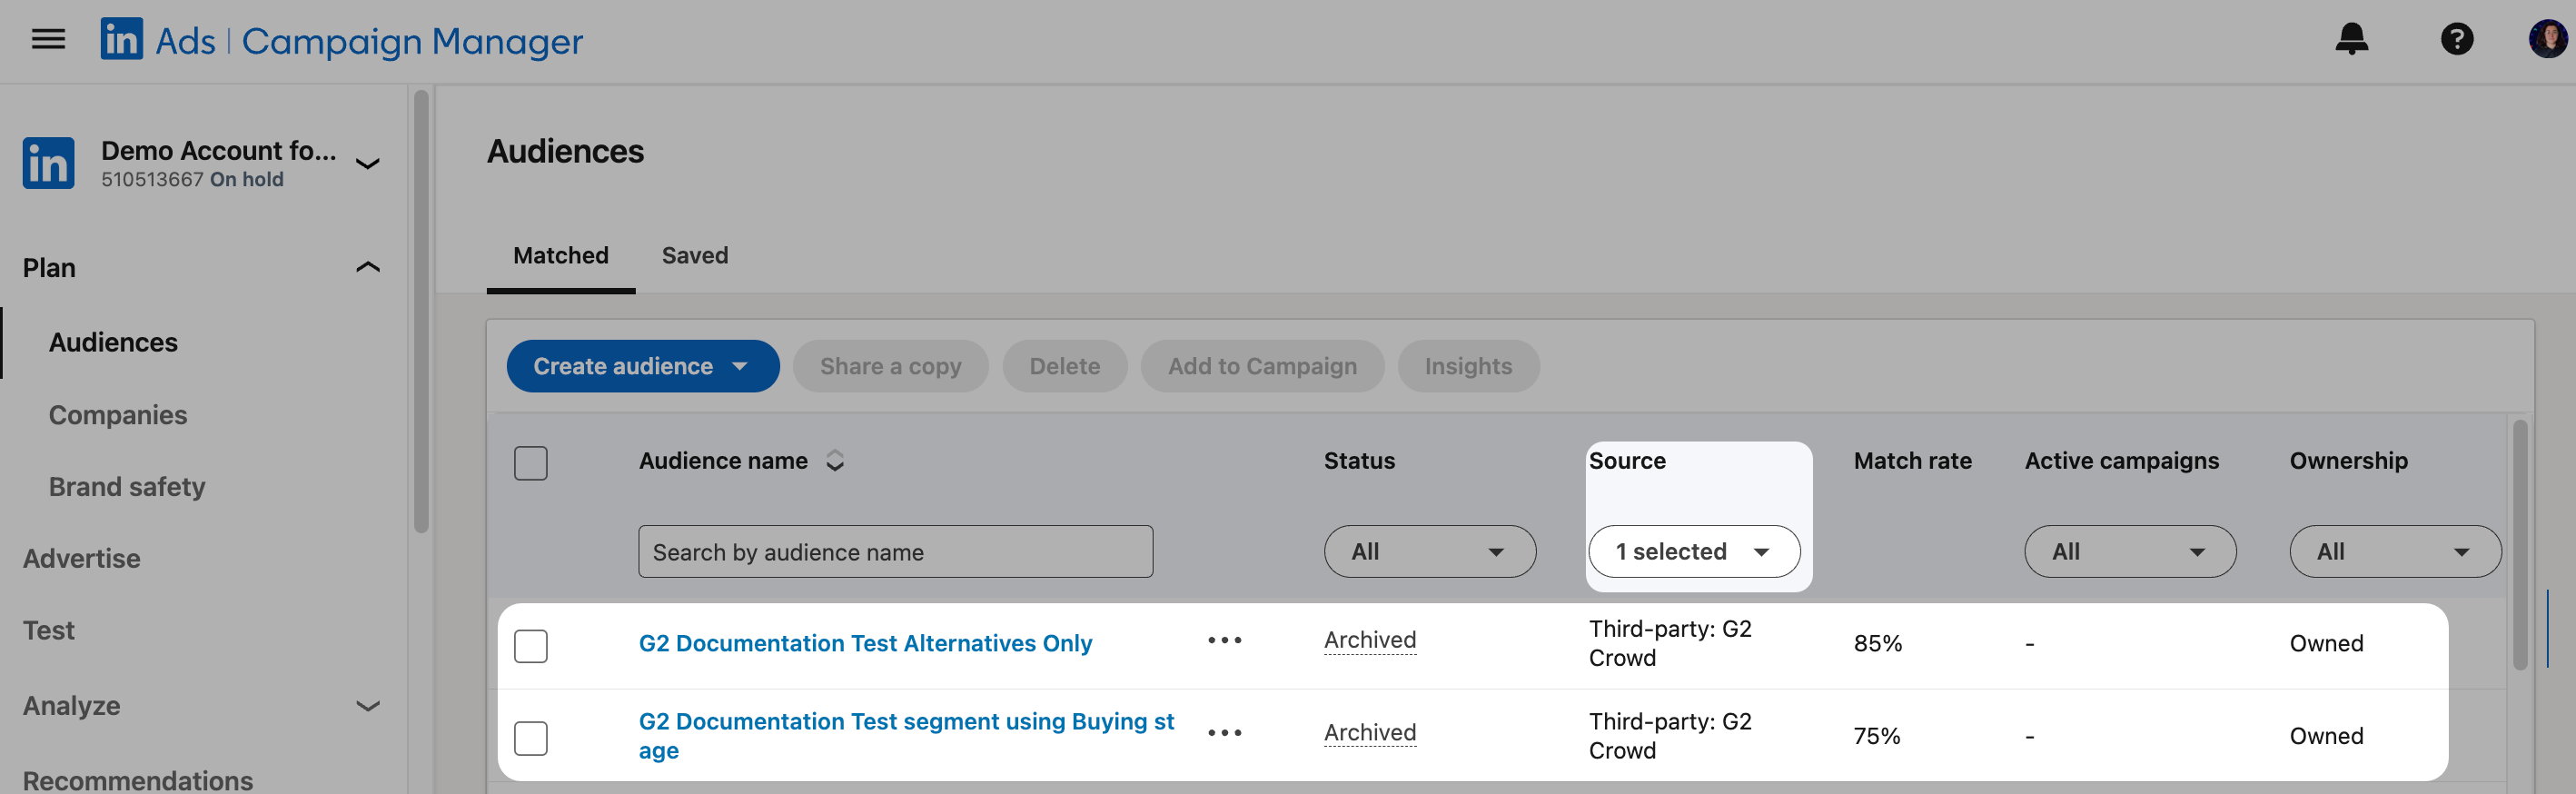 in Ads | Campaign Manager
?
in
Demo Account fo...
510513667 On hold
Plan
Audiences
Companies
Brand safety
Advertise
Test
Analyze
Recommendations
Audiences
Matched
Saved
Create audience
Share a copy
Delete
Add to Campaign
Insights
Audience name
Status
Source
Match rate
Active campaigns
Ownership
Search by audience name
All
1 selected
All
All
G2 Documentation Test Alternatives Only
•••
Archived
Third-party: G2
Crowd
85%
-
Owned
G2 Documentation Test segment using Buying st
age
•••
Archived
Third-party: G2
Crowd
75%
-
Owned